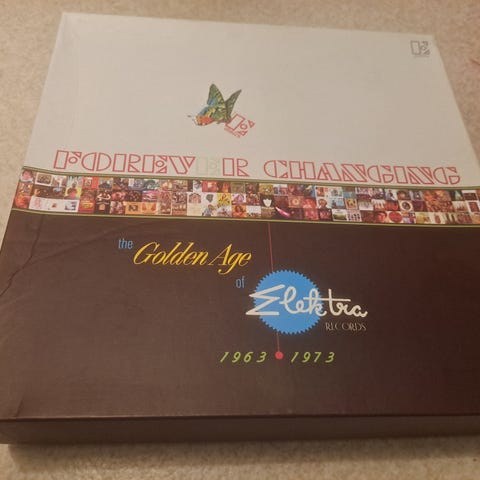 FOREVER CHANGING
the Golden Age
of Elektra
RECORDS
1963 • 1973